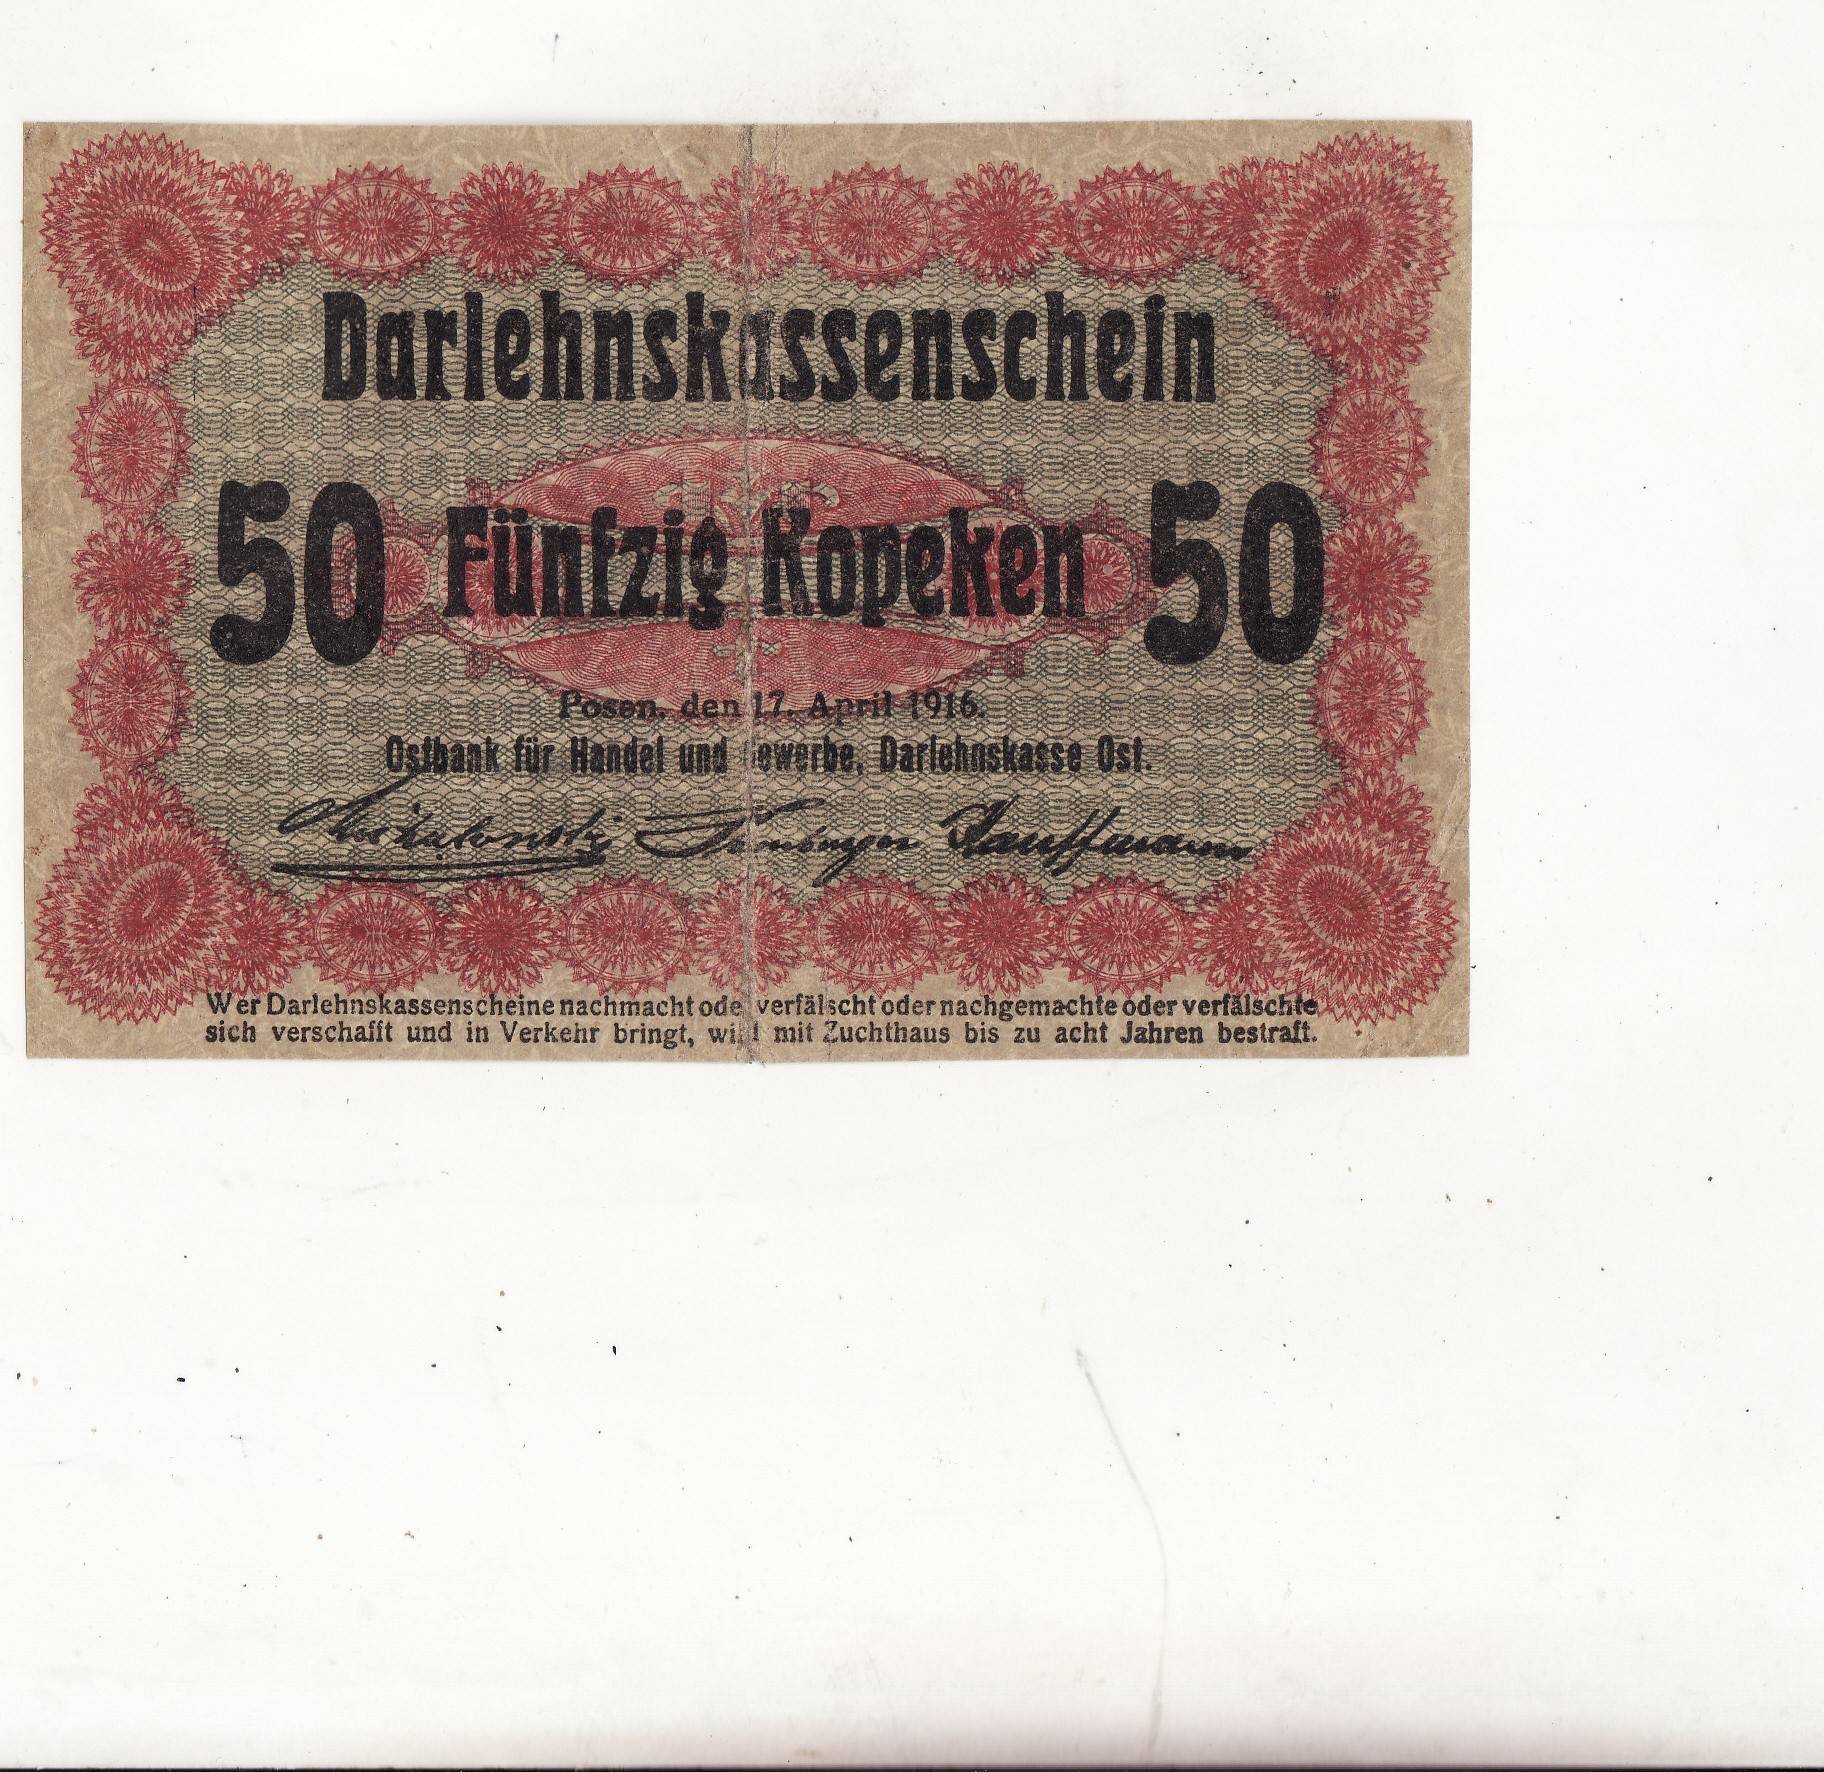 Darlehnskassenschein
50 Fünfzig Kopeken 50
Posen, den 17. April 1916.
Ostbank für Handel und Gewerbe, Darlehnskasse Ost.
Kauffmann
Wer Darlehnskassenscheine nachmacht oder verfälscht oder nachgemachte oder verfälschte
sich verschafft und in Verkehr bringt, wird mit Zuchthaus bis zu acht Jahren bestraft.